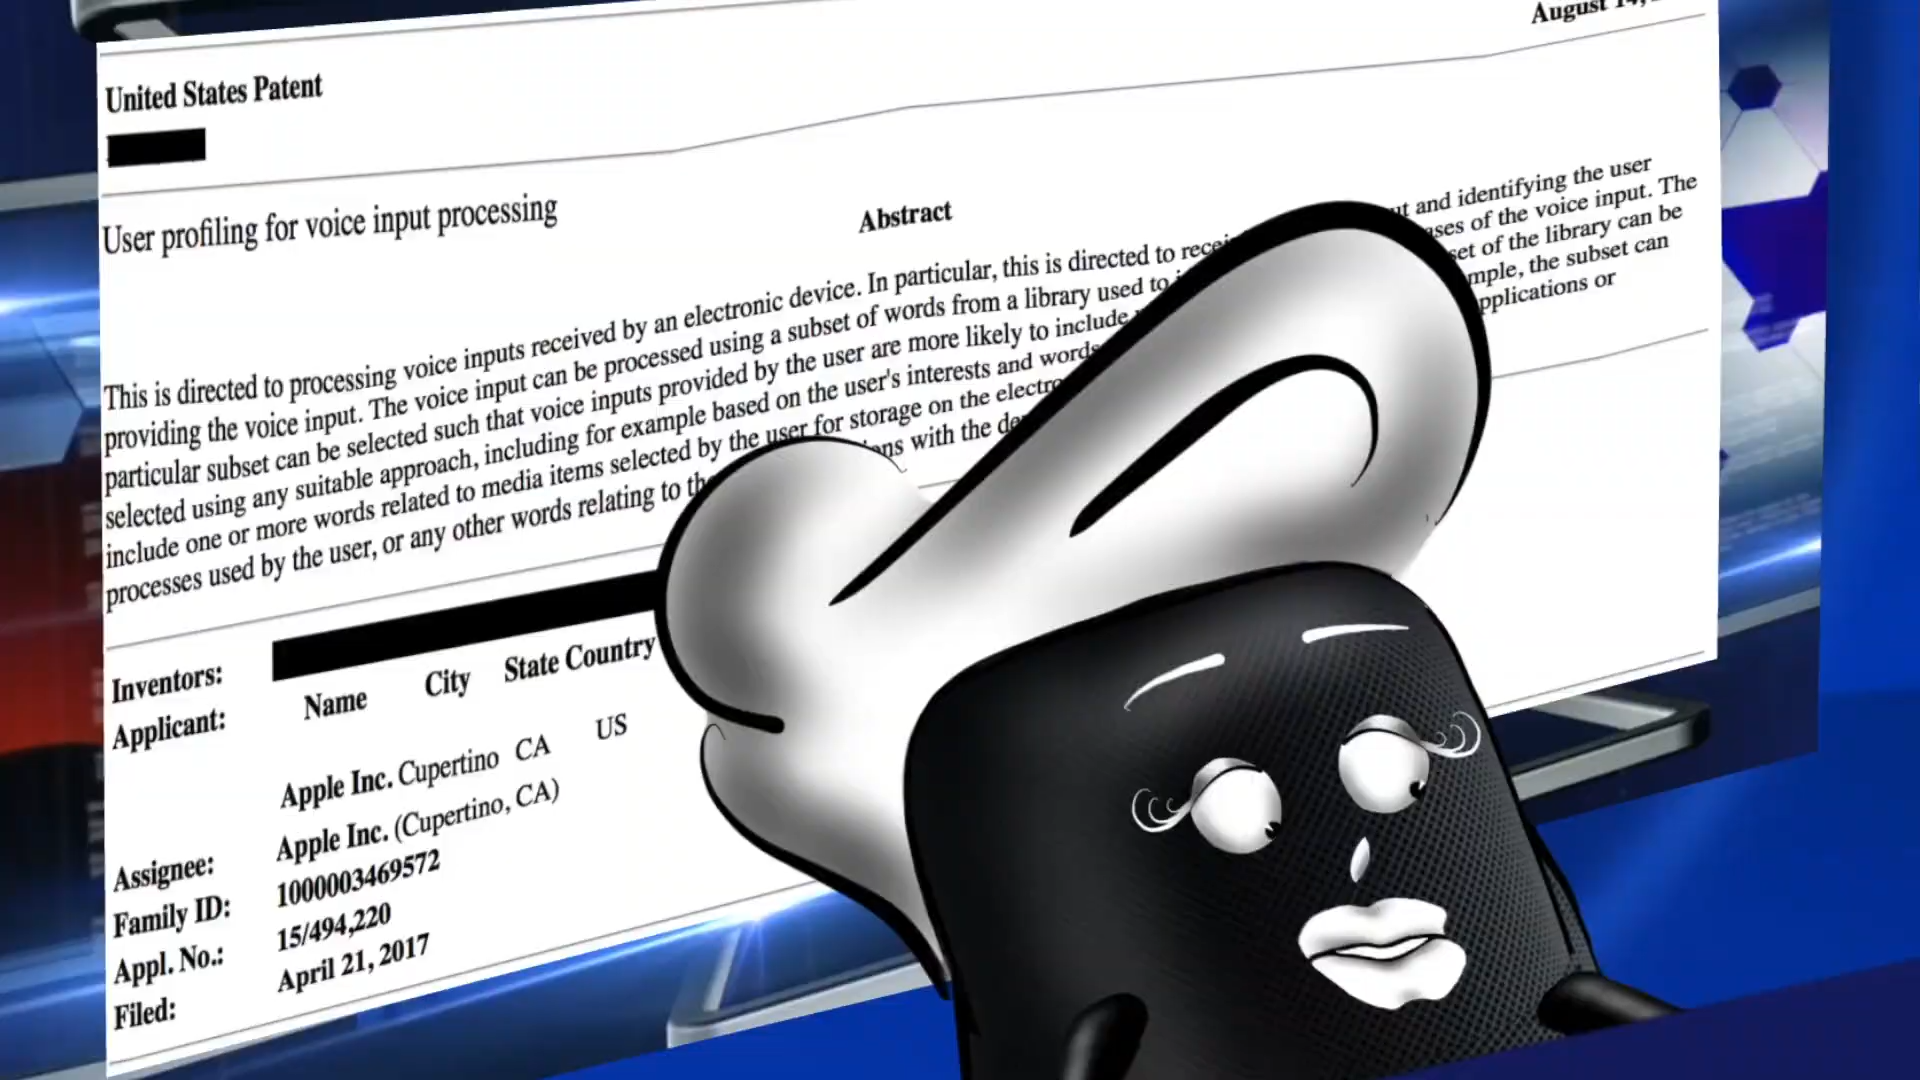 August 14,
United States Patent
User profiling for voice input processing
Abstract
This is directed to processing voice inputs received by an electronic device. In particular, this is directed to and identifying the user
providing the voice input. The voice input can be processed using a subset of words from a library used to of the voice input. The
particular subset can be selected such that voice inputs provided by the user are more likely to include of the library can be
selected using any suitable approach, including for example based on the user's interests and words the subset can
include one or more words related to media items selected by the user for storage on the or
processes used by the user, or any other words relating to with the
Inventors:
Name City State Country
Applicant:
Apple Inc. Cupertino CA US
Assignee: Apple Inc. (Cupertino, CA)
Family ID: 1000003469572
Appl. No.: 15/494,220
Filed: April 21, 2017